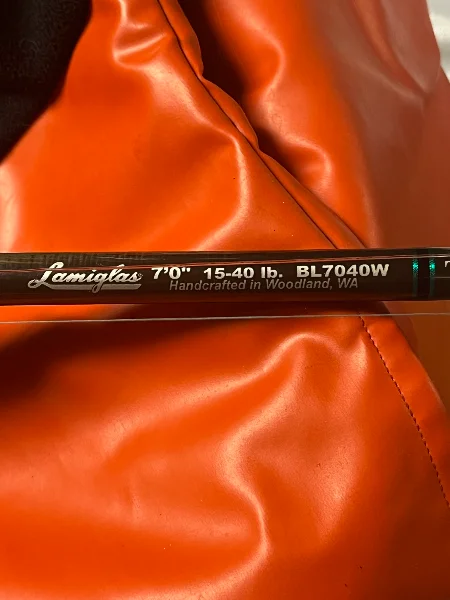 Lamiglas 7'0" 15-40 lb. BL7040W
Handcrafted in Woodland, WA